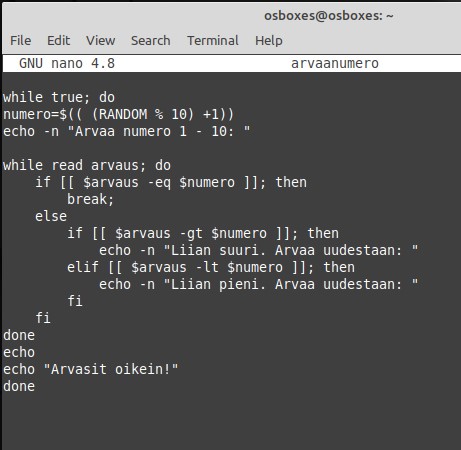 osboxes@osboxes: ~
File Edit View Search Terminal Help
GNU nano 4.8 arvaanumero
while true; do
numero=$(( (RANDOM % 10) +1))
echo -n "Arvaa numero 1 - 10: "
while read arvaus; do
if [[ $arvaus -eq $numero ]]; then
break;
else
if [[ $arvaus -gt $numero ]]; then
echo -n "Liian suuri. Arvaa uudestaan: "
elif [[ $arvaus -lt $numero ]]; then
echo -n "Liian pieni. Arvaa uudestaan: "
fi
fi
done
echo
echo "Arvasit oikein!"
done